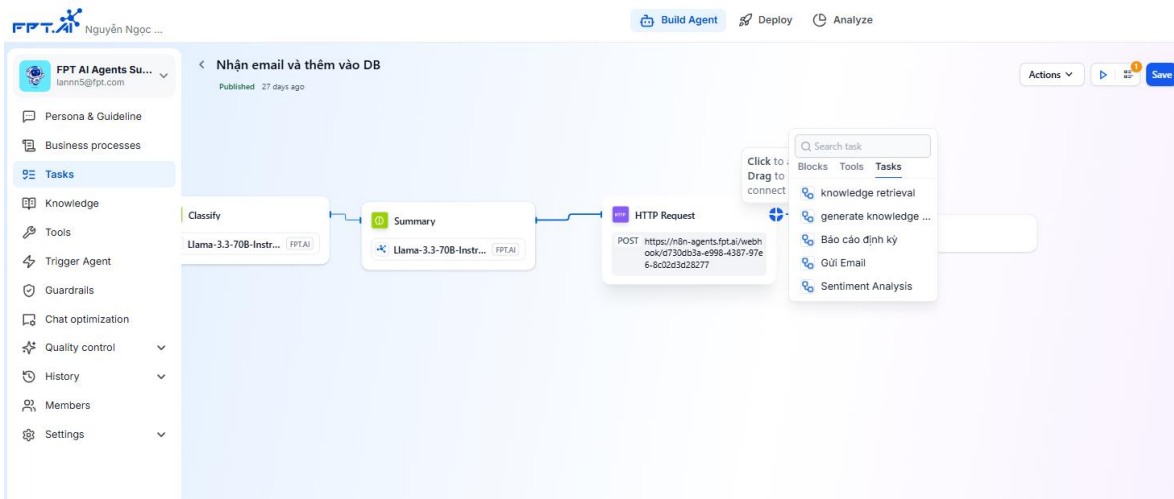 FPT.AI
Nguyễn Ngọc ...
Build Agent
Deploy
Analyze
FPT AI Agents Su...
lannn5@fpt.com
Nhận email và thêm vào DB
Published 27 days ago
Actions
1
Save
Persona & Guideline
Business processes
Tasks
Knowledge
Tools
Trigger Agent
Guardrails
Chat optimization
Quality control
History
Members
Settings
Classify
Llama-3.3-70B-Instr... FPT.AI
Summary
Llama-3.3-70B-Instr... FPT.AI
HTTP HTTP Request
POST https://n8n-agents.fpt.ai/webh
ook/d730db3a-e998-4387-97e
6-8c02d3d28277
Click to
Drag to
connect
Search task
Blocks Tools Tasks
knowledge retrieval
generate knowledge ...
Báo cáo định kỳ
Gửi Email
Sentiment Analysis